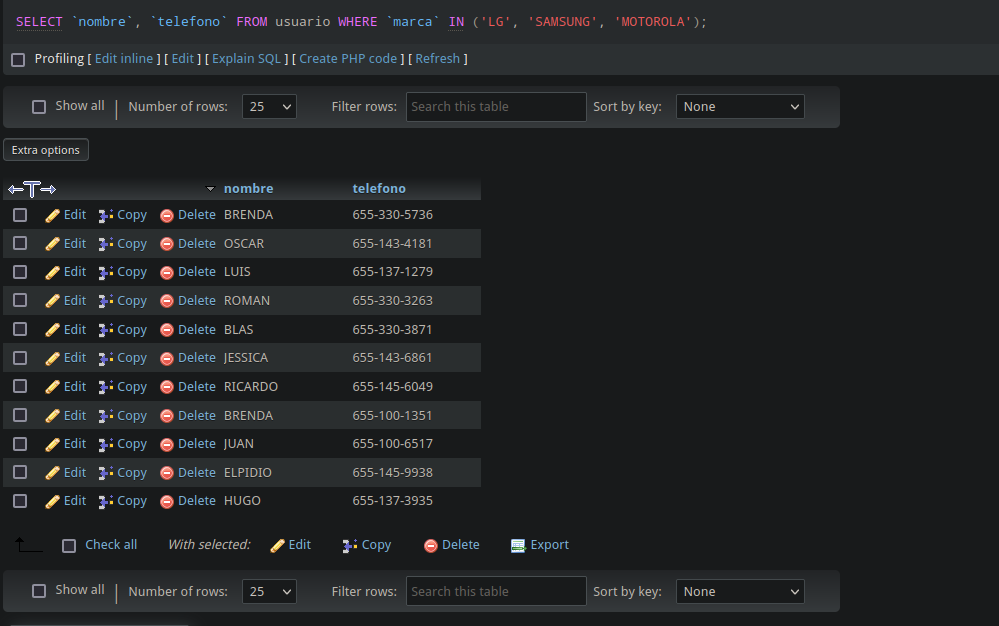 SELECT `nombre`, `telefono` FROM usuario WHERE `marca` IN ('LG', 'SAMSUNG', 'MOTOROLA');
Profiling [ Edit inline ] [ Edit ] [ Explain SQL ] [ Create PHP code ] [ Refresh ]
Show all | Number of rows: 25 Filter rows: Search this table Sort by key: None
Extra options
nombre telefono
Edit Copy Delete BRENDA 655-330-5736
Edit Copy Delete OSCAR 655-143-4181
Edit Copy Delete LUIS 655-137-1279
Edit Copy Delete ROMAN 655-330-3263
Edit Copy Delete BLAS 655-330-3871
Edit Copy Delete JESSICA 655-143-6861
Edit Copy Delete RICARDO 655-145-6049
Edit Copy Delete BRENDA 655-100-1351
Edit Copy Delete JUAN 655-100-6517
Edit Copy Delete ELPIDIO 655-145-9938
Edit Copy Delete HUGO 655-137-3935
Check all With selected: Edit Copy Delete Export
Show all | Number of rows: 25 Filter rows: Search this table Sort by key: None